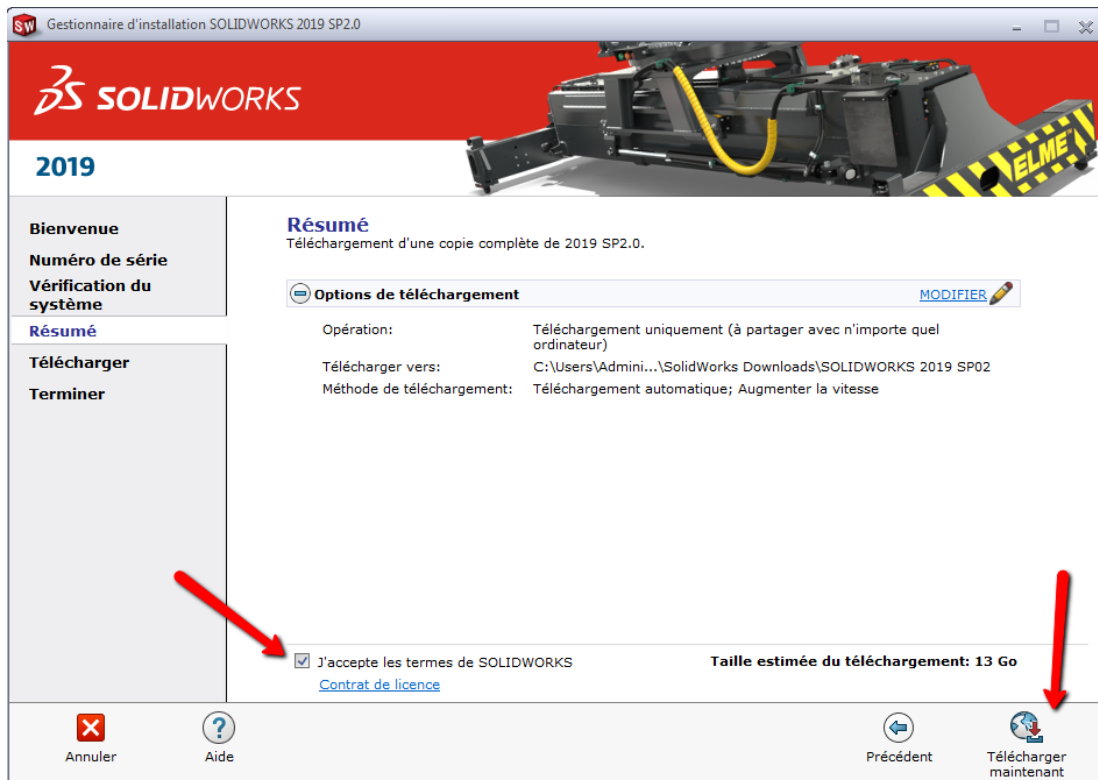 SW Gestionnaire d'installation SOLIDWORKS 2019 SP2.0
SOLIDWORKS
ELME™
2019
Bienvenue
Numéro de série
Vérification du
système
Résumé
Télécharger
Terminer
Résumé
Téléchargement d'une copie complète de 2019 SP2.0.
Options de téléchargement MODIFIER
Opération: Téléchargement uniquement (à partager avec n'importe quel
ordinateur)
Télécharger vers: C:\Users\Admini...\SolidWorks Downloads\SOLIDWORKS 2019 SP02
Méthode de téléchargement: Téléchargement automatique; Augmenter la vitesse
J'accepte les termes de SOLIDWORKS Taille estimée du téléchargement: 13 Go
Contrat de licence
Annuler Aide Précédent Télécharger
maintenant